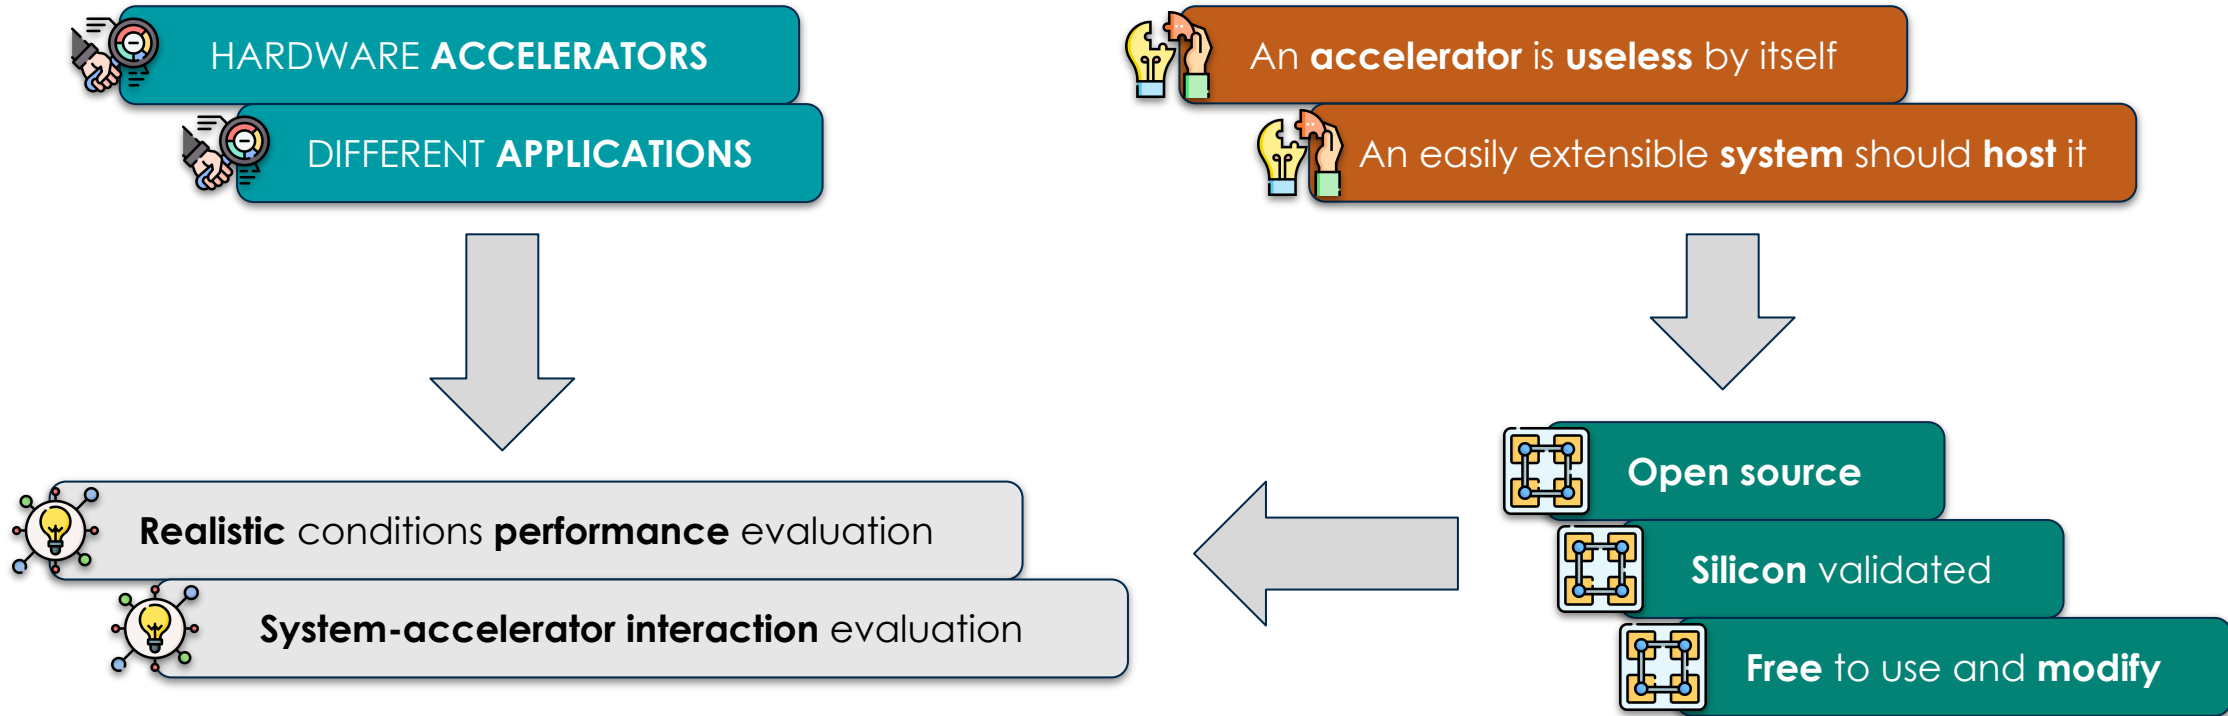 HARDWARE ACCELERATORS
DIFFERENT APPLICATIONS
An accelerator is useless by itself
An easily extensible system should host it
Open source
Silicon validated
Free to use and modify
Realistic conditions performance evaluation
System-accelerator interaction evaluation